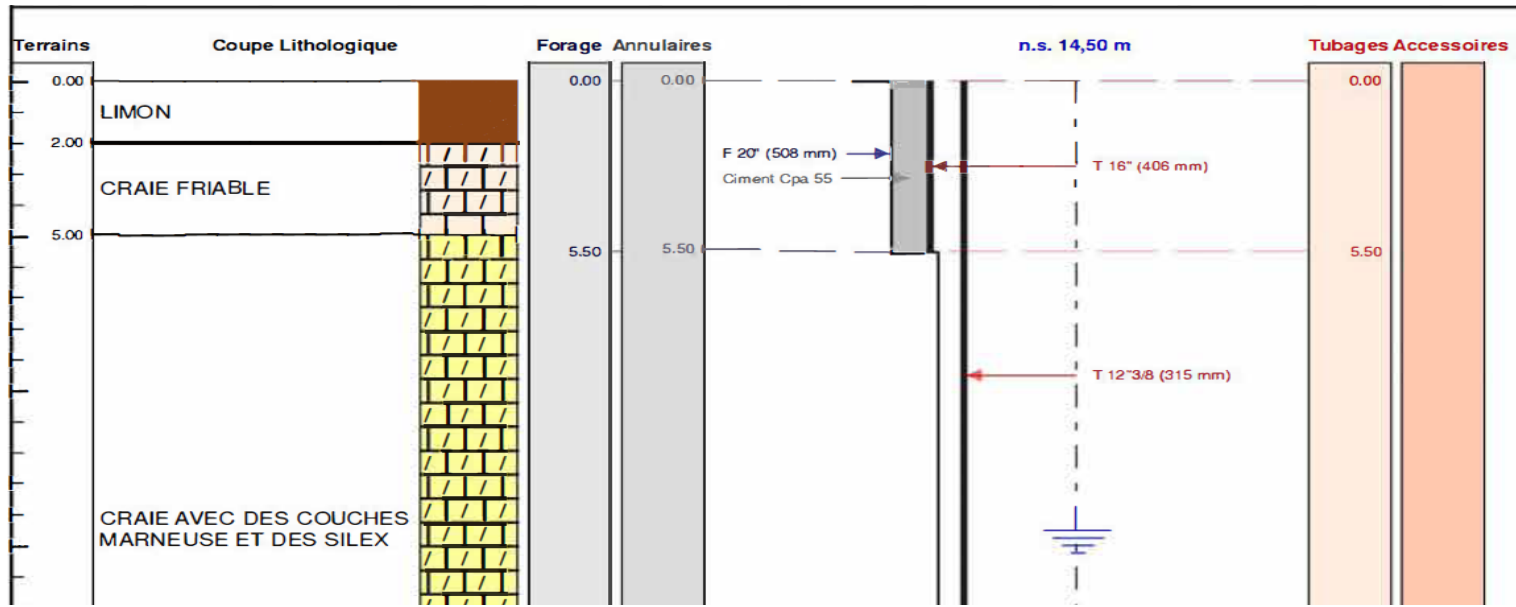 Terrains Coupe Lithologique Forage Annulaires n.s. 14,50 m Tubages Accessoires
0.00 0.00 0.00 0.00
LIMON
2.00
F 20" (508 mm)
T 16" (406 mm)
Ciment Cpa 55
CRAIE FRIABLE
5.00
5.50 5.50 5.50
T 12"3/8 (315 mm)
CRAIE AVEC DES COUCHES
MARNEUSE ET DES SILEX